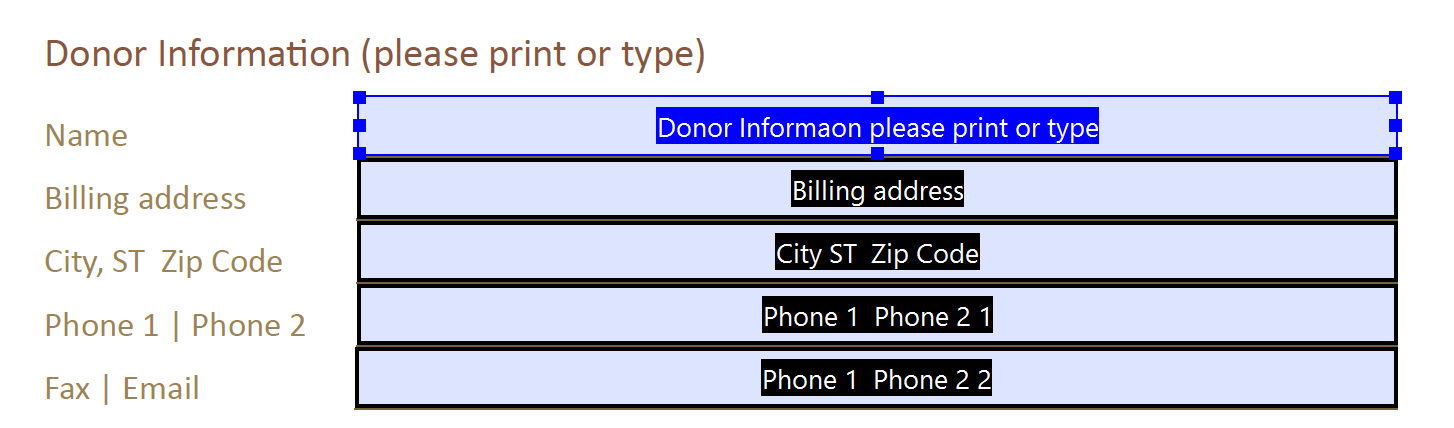 Donor Information (please print or type)
Name Donor Informaon please print or type
Billing address Billing address
City, ST  Zip Code City ST  Zip Code
Phone 1 | Phone 2 Phone 1  Phone 2 1
Fax | Email Phone 1  Phone 2 2